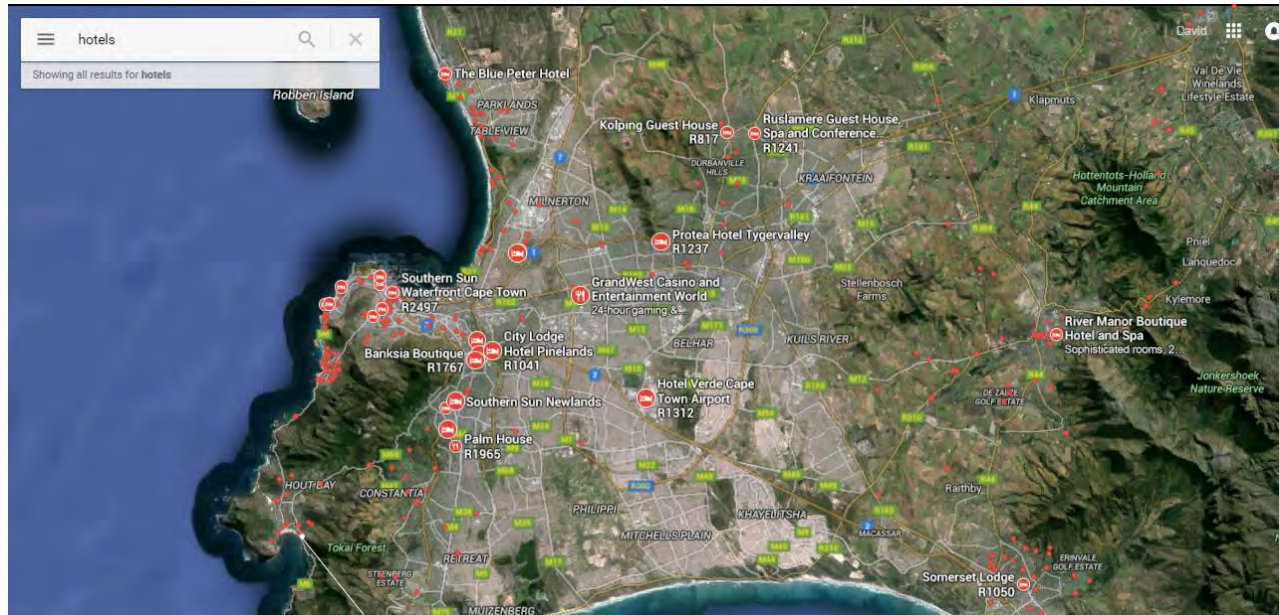 hotels
David
Showing all results for hotels
Robben Island
R27
The Blue Peter Hotel
PARKLANDS
TABLE VIEW
R312
Klapmuts
Val De Vie
Winelands
Lifestyle Estate
Kolping Guest House
R817
Ruslamere Guest House,
Spa and Conference...
R1241
DURBANVILLE
HILLS
KRAAIFONTEIN
Hottentots-Holland
Mountain
Catchment Area
MILNERTON
Protea Hotel Tygervalley
R1237
Pniel
Languedoc
Kylemore
Southern Sun
Waterfront Cape Town
R2497
GrandWest Casino and
Entertainment World
24-hour gaming &...
Stellenbosch
Farms
River Manor Boutique
Hotel and Spa
Sophisticated rooms, 2...
City Lodge
Hotel Pinelands
R1041
Banksia Boutique
R1767
BELHAR
KUILS RIVER
Jonkershoek
Nature Reserve
DE ZALZE
GOLF ESTATE
Hotel Verde Cape
Town Airport
R1312
Southern Sun Newlands
Palm House
R1965
HOUT BAY
CONSTANTIA
PHILIPPI
KHAYELITSHA
MITCHELLS PLAIN
MACASSAR
Raithby
R44
Tokai Forest
RETREAT
STEENBERG
ESTATE
MUIZENBERG
ERINVALE
GOLF ESTATE
Somerset Lodge
R1050